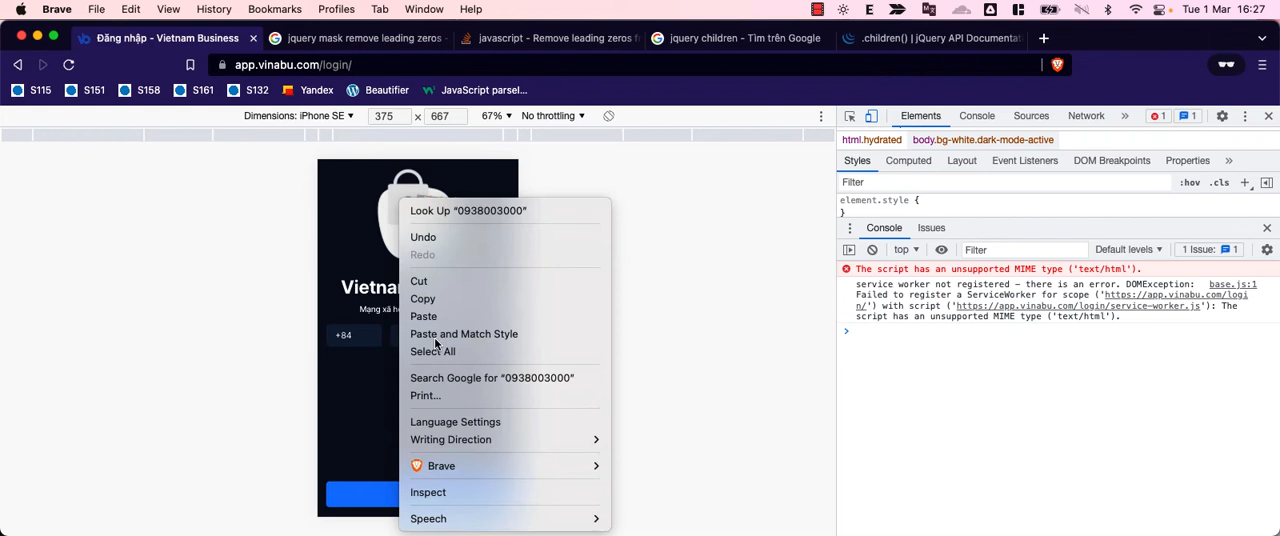 Brave File Edit View History Bookmarks Profiles Tab Window Help Tue 1 Mar 16:27
Đăng nhập - Vietnam Business jquery mask remove leading zeros - javascript - Remove leading zeros f jquery children - Tìm trên Google .children() | jQuery API Documentat
app.vinabu.com/login/
S115 S151 S158 S161 S132 Yandex Beautifier JavaScript parsel...
Dimensions: iPhone SE 375 × 667 67% No throttling
Elements Console Sources Memory Network » 1 1
html.hydrated body.bg-white.dark-mode-active
Styles Computed Layout Event Listeners DOM Breakpoints Properties »
Filter :hov .cls
element.style {
}
Console Issues
top Filter Default levels 1 Issue: 1
The script has an unsupported MIME type ('text/html').
service worker not registered - there is an error. DOMException: base.js:1
Failed to register a ServiceWorker for scope ('https://app.vinabu.com/logi
n/') with script ('https://app.vinabu.com/login/service-worker.js'): The
script has an unsupported MIME type ('text/html').
Vietna
Mạng xã h
+84
Look Up “0938003000”
Undo
Redo
Cut
Copy
Paste
Paste and Match Style
Select All
Search Google for “0938003000”
Print...
Language Settings
Writing Direction
Brave
Inspect
Speech